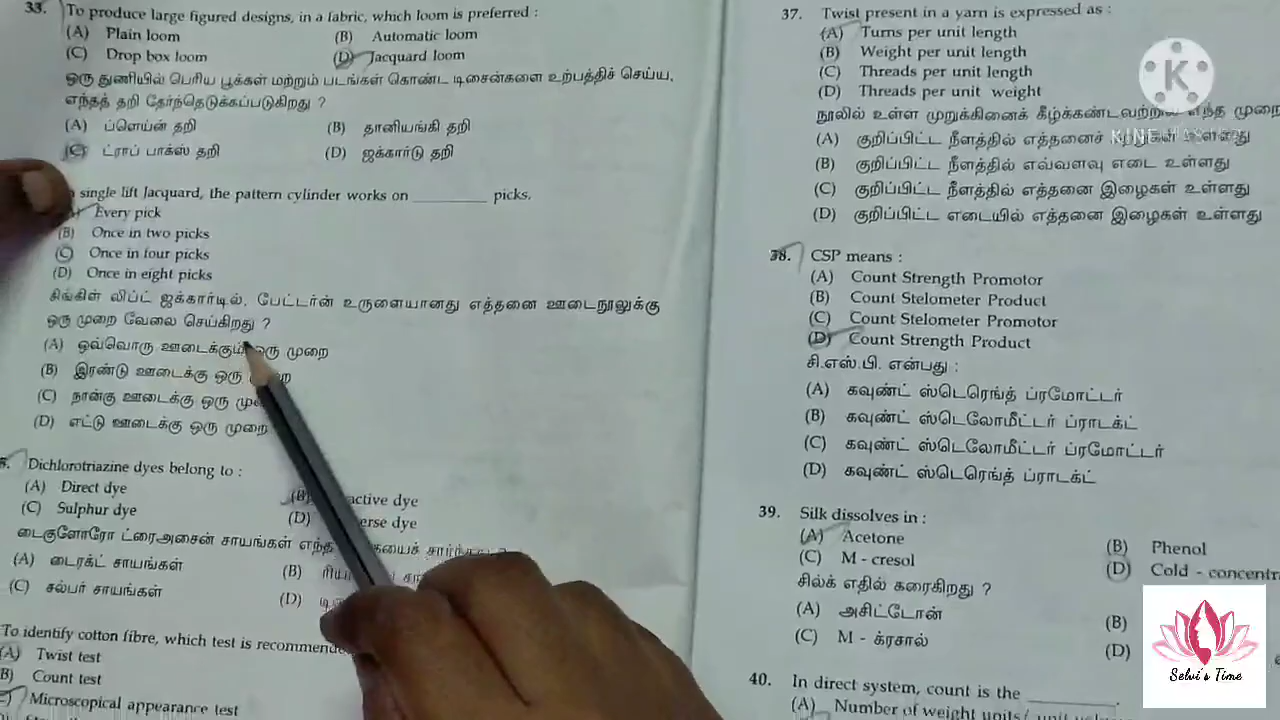 33. To produce large figured designs, in a fabric, which loom is preferred :
(A) Plain loom (B) Automatic loom
(C) Drop box loom (D) Jacquard loom
ஒரு துணியில் பெரிய பூக்கள் மற்றும் படங்கள் கொண்ட டிசைன்களை உற்பத்திச் செய்ய,
எந்தத் தறி தேர்ந்தெடுக்கப்படுகிறது ?
(A) ப்ளெய்ன் தறி (B) தானியங்கி தறி
(C) ட்ராப் பாக்ஸ் தறி (D) ஜக்கார்டு தறி
single lift Jacquard, the pattern cylinder works on ________ picks.
Every pick
(B) Once in two picks
(C) Once in four picks
(D) Once in eight picks
சிங்கிள் லிப்ட் ஜக்கார்டில், பேட்டர்ன் உருளையானது எத்தனை ஊடைநூலுக்கு
ஒரு முறை வேலை செய்கிறது ?
(A) ஒவ்வொரு ஊடைக்கும் ஒரு முறை
(B) இரண்டு ஊடைக்கு ஒரு
(C) நான்கு ஊடைக்கு ஒரு
(D) எட்டு ஊடைக்கு ஒரு முறை
Dichlorotriazine dyes belong to :
(A) Direct dye (B)
(C) Sulphur dye (D) dye
டைகுளோரோ ட்ரைஅசைன் சாயங்கள்
(A) டைரக்ட் சாயங்கள் (B)
(C) சல்பர் சாயங்கள் (D)
To identify cotton fibre, which test is
(A) Twist test
Count test
Microscopical appearance test
37. Twist present in a yarn is expressed as :
(A) Turns per unit length
(B) Weight per unit length
(C) Threads per unit length
(D) Threads per unit weight
நூலில் உள்ள முறுக்கினைக் கீழ்க்கண்டவற்றுள் எந்த
(A) குறிப்பிட்ட நீளத்தில் எத்தனைச் உள்ளது
(B) குறிப்பிட்ட நீளத்தில் எவ்வளவு எடை உள்ளது
(C) குறிப்பிட்ட நீளத்தில் எத்தனை இழைகள் உள்ளது
(D) குறிப்பிட்ட எடையில் எத்தனை இழைகள் உள்ளது
38. CSP means :
(A) Count Strength Promotor
(B) Count Stelometer Product
(C) Count Stelometer Promotor
(D) Count Strength Product
சி.எஸ்.பி. என்பது :
(A) கவுண்ட் ஸ்டெரெங்த் ப்ரமோட்டர்
(B) கவுண்ட் ஸ்டெலோமீட்டர் ப்ராடக்ட்
(C) கவுண்ட் ஸ்டெலோமீட்டர் ப்ரமோட்டர்
(D) கவுண்ட் ஸ்டெரெங்த் ப்ராடக்ட்
39. Silk dissolves in :
(A) Acetone (B) Phenol
(C) M - cresol (D) Cold -
சில்க் எதில் கரைகிறது ?
(A) அசிட்டோன் (B)
(C) M - க்ரசால் (D)
40. In direct system, count is the ________.
(A) Number of weight units/ unit
K
Selvi's Time